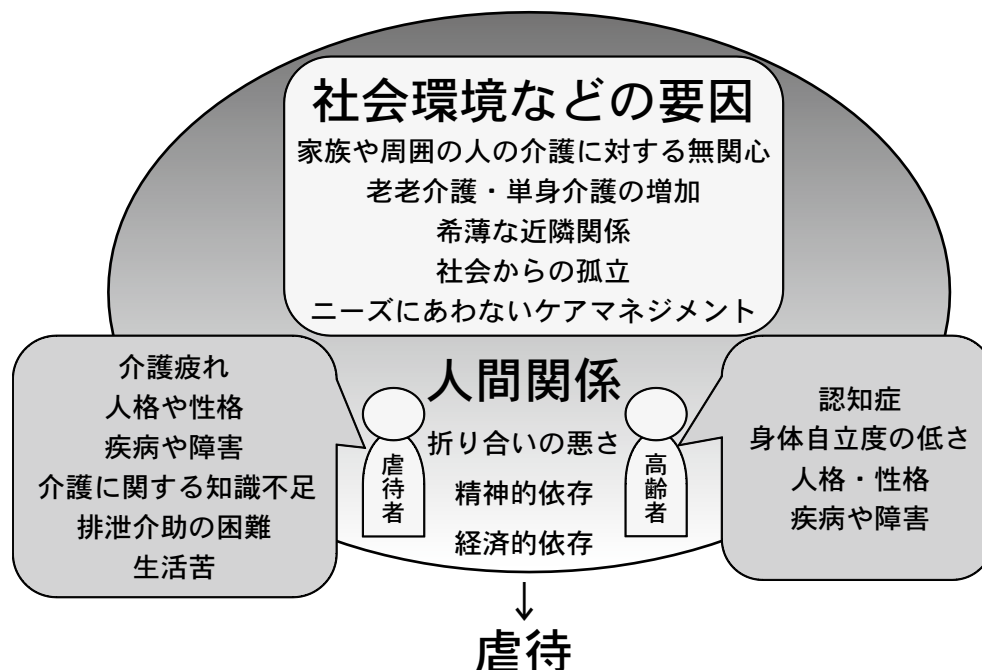 社会環境などの要因
家族や周囲の人の介護に対する無関心
老老介護・単身介護の増加
希薄な近隣関係
社会からの孤立
ニーズにあわないケアマネジメント
介護疲れ
人格や性格
疾病や障害
介護に関する知識不足
排泄介助の困難
生活苦
虐待者
人間関係
折り合いの悪さ
精神的依存
経済的依存
高齢者
認知症
身体自立度の低さ
人格・性格
疾病や障害
↓
虐待